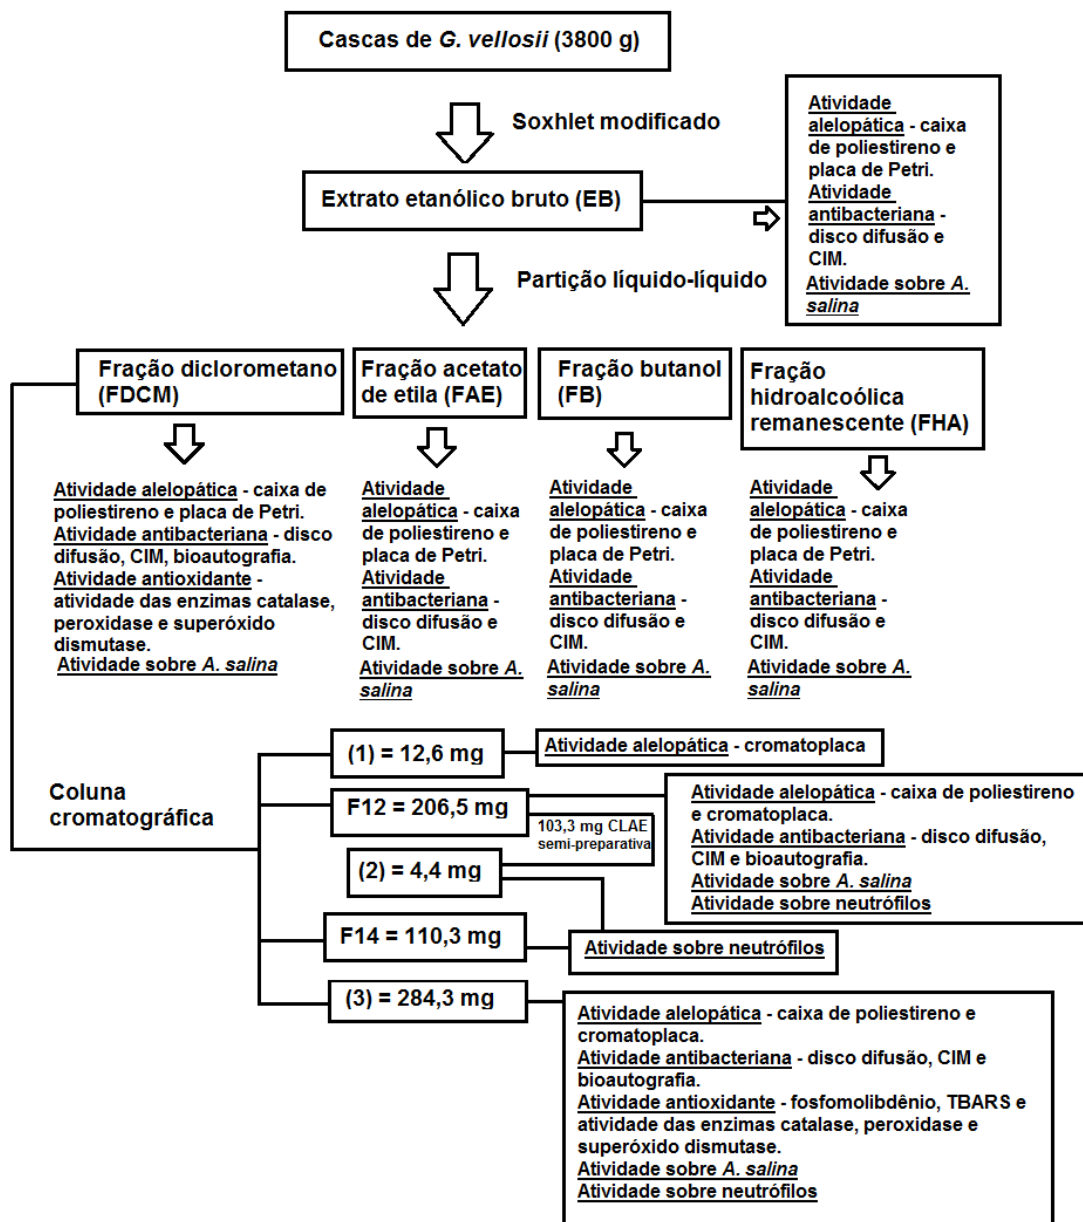 Cascas de G. vellosii (3800 g)
Soxhlet modificado
Extrato etanólico bruto (EB)
Atividade
alelopática - caixa
de poliestireno e
placa de Petri.
Atividade
antibacteriana -
disco difusão e
CIM.
Atividade sobre A.
salina
Partição líquido-líquido
Fração diclorometano
(FDCM)
Fração acetato
de etila (FAE)
Fração butanol
(FB)
Fração
hidroalcoólica
remanescente (FHA)
Atividade alelopática - caixa de
poliestireno e placa de Petri.
Atividade antibacteriana - disco
difusão, CIM, bioautografia.
Atividade antioxidante -
atividade das enzimas catalase,
peroxidase e superóxido
dismutase.
Atividade sobre A. salina
Atividade
alelopática - caixa
de poliestireno e
placa de Petri.
Atividade
antibacteriana -
disco difusão e
CIM.
Atividade sobre A.
salina
Atividade
alelopática - caixa
de poliestireno e
placa de Petri.
Atividade
antibacteriana -
disco difusão e
CIM.
Atividade sobre A.
salina
Atividade
alelopática - caixa
de poliestireno e
placa de Petri.
Atividade
antibacteriana -
disco difusão e
CIM.
Atividade sobre A.
salina
Coluna
cromatográfica
(1) = 12,6 mg
Atividade alelopática - cromatoplaca
F12 = 206,5 mg
103,3 mg CLAE
semi-preparativa
Atividade alelopática - caixa de poliestireno
e cromatoplaca.
Atividade antibacteriana - disco difusão,
CIM e bioautografia.
Atividade sobre A. salina
Atividade sobre neutrófilos
(2) = 4,4 mg
F14 = 110,3 mg
Atividade sobre neutrófilos
(3) = 284,3 mg
Atividade alelopática - caixa de poliestireno e
cromatoplaca.
Atividade antibacteriana - disco difusão, CIM e
bioautografia.
Atividade antioxidante - fosfomolibdênio, TBARS e
atividade das enzimas catalase, peroxidase e
superóxido dismutase.
Atividade sobre A. salina
Atividade sobre neutrófilos